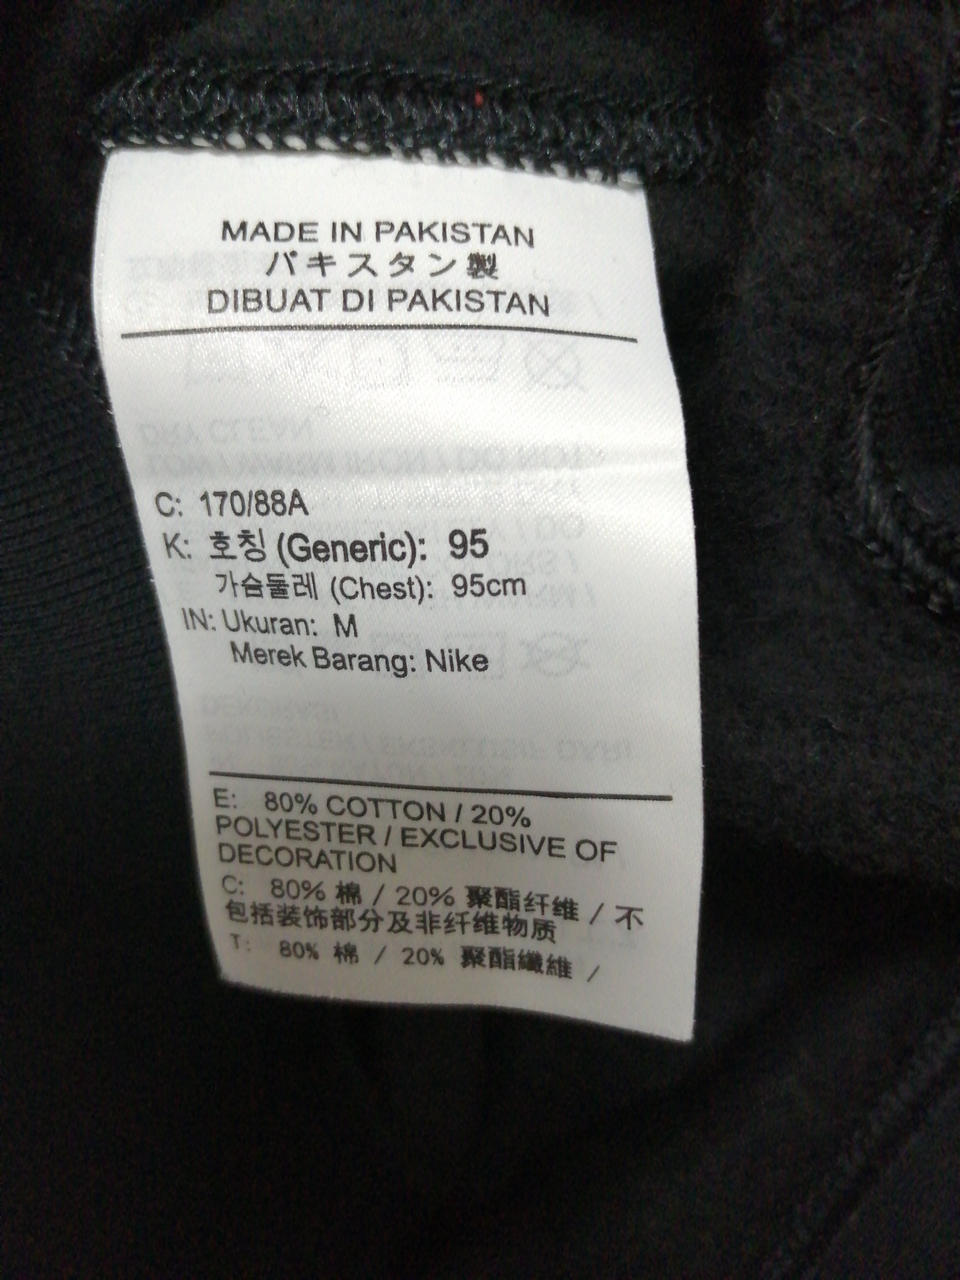 MADE IN PAKISTAN
パキスタン製
DIBUAT DI PAKISTAN
C: 170/88A
K: 호칭 (Generic): 95
가슴둘레 (Chest): 95cm
IN: Ukuran: M
Merek Barang: Nike
E: 80% COTTON / 20%
POLYESTER / EXCLUSIVE OF
DECORATION
C: 80% 棉 / 20% 聚酯纤维 / 不
包括装饰部分及非纤维物质
T: 80% 棉 / 20% 聚酯纖維 /